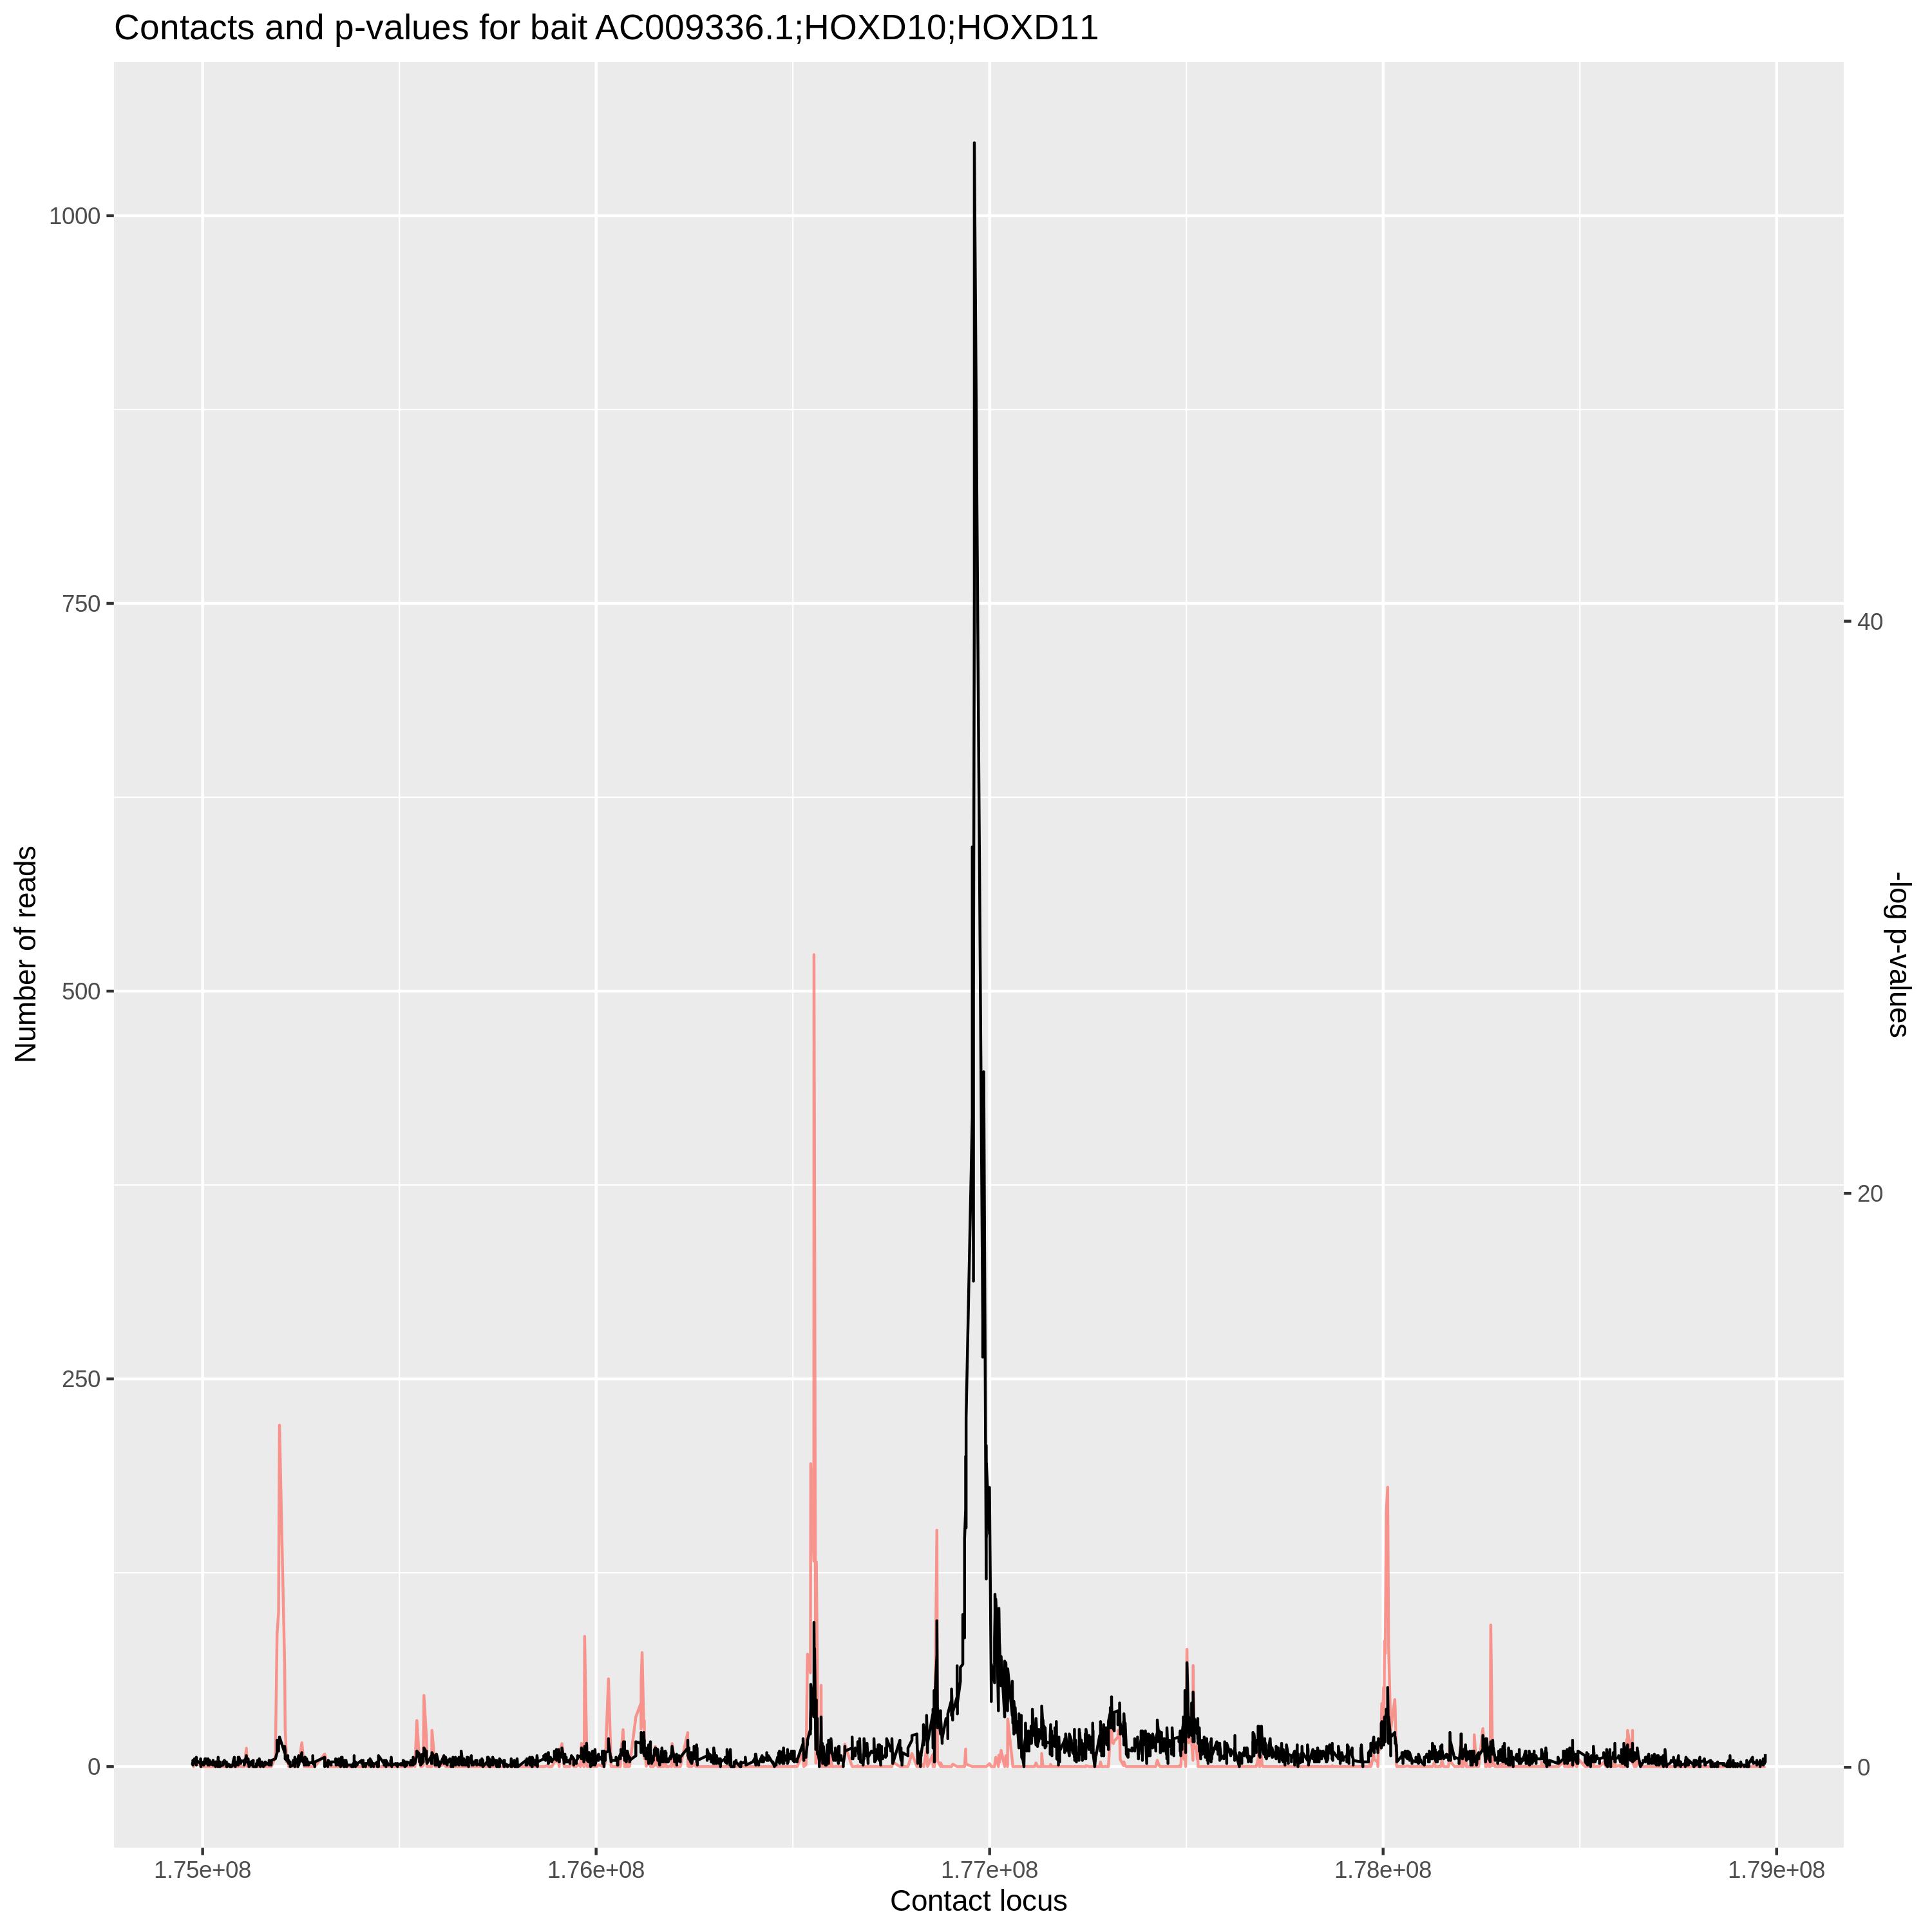 Contacts and p-values for bait AC009336.1;HOXD10;HOXD11
1000
750
500
250
0
Number of reads
40
20
0
-log p-values
1.75e+08
1.76e+08
1.77e+08
1.78e+08
1.79e+08
Contact locus